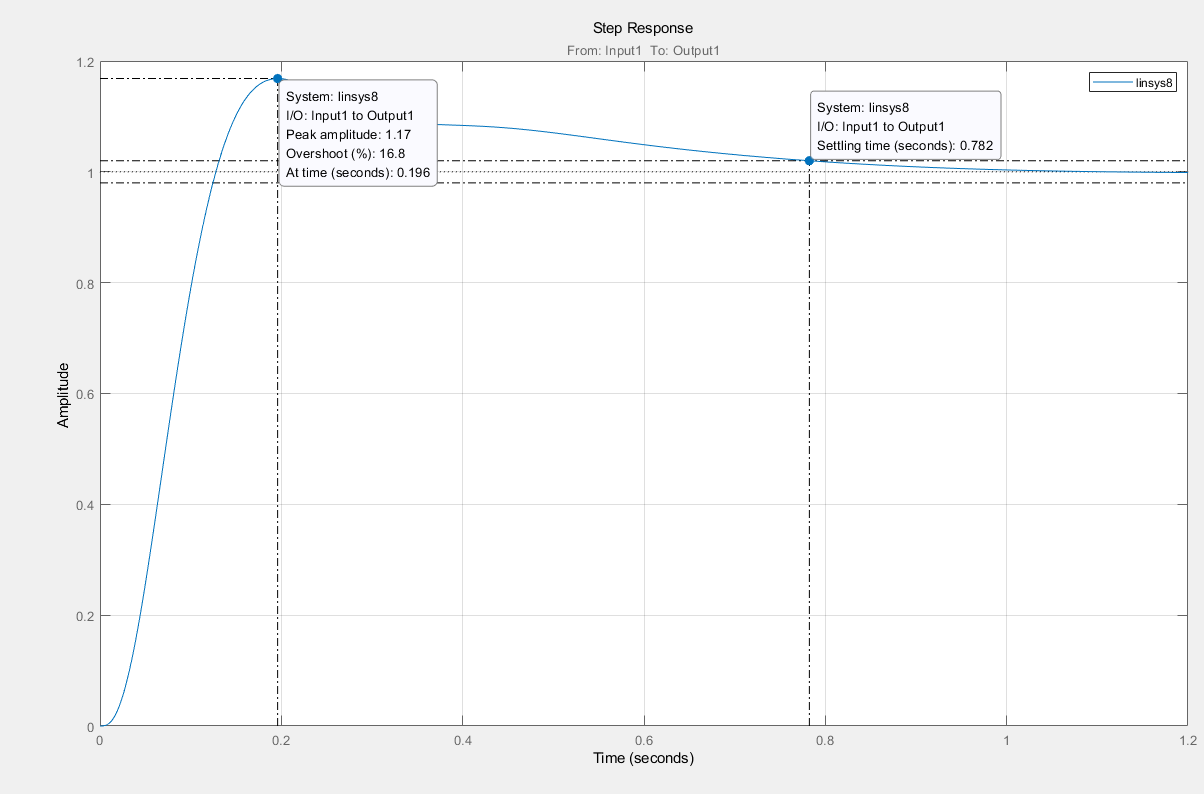 Step Response
From: Input1 To: Output1
linsys8
System: linsys8
I/O: Input1 to Output1
Peak amplitude: 1.17
Overshoot (%): 16.8
At time (seconds): 0.196
System: linsys8
I/O: Input1 to Output1
Settling time (seconds): 0.782
Amplitude
1.2
1
0.8
0.6
0.4
0.2
0
0 0.2 0.4 0.6 0.8 1 1.2
Time (seconds)